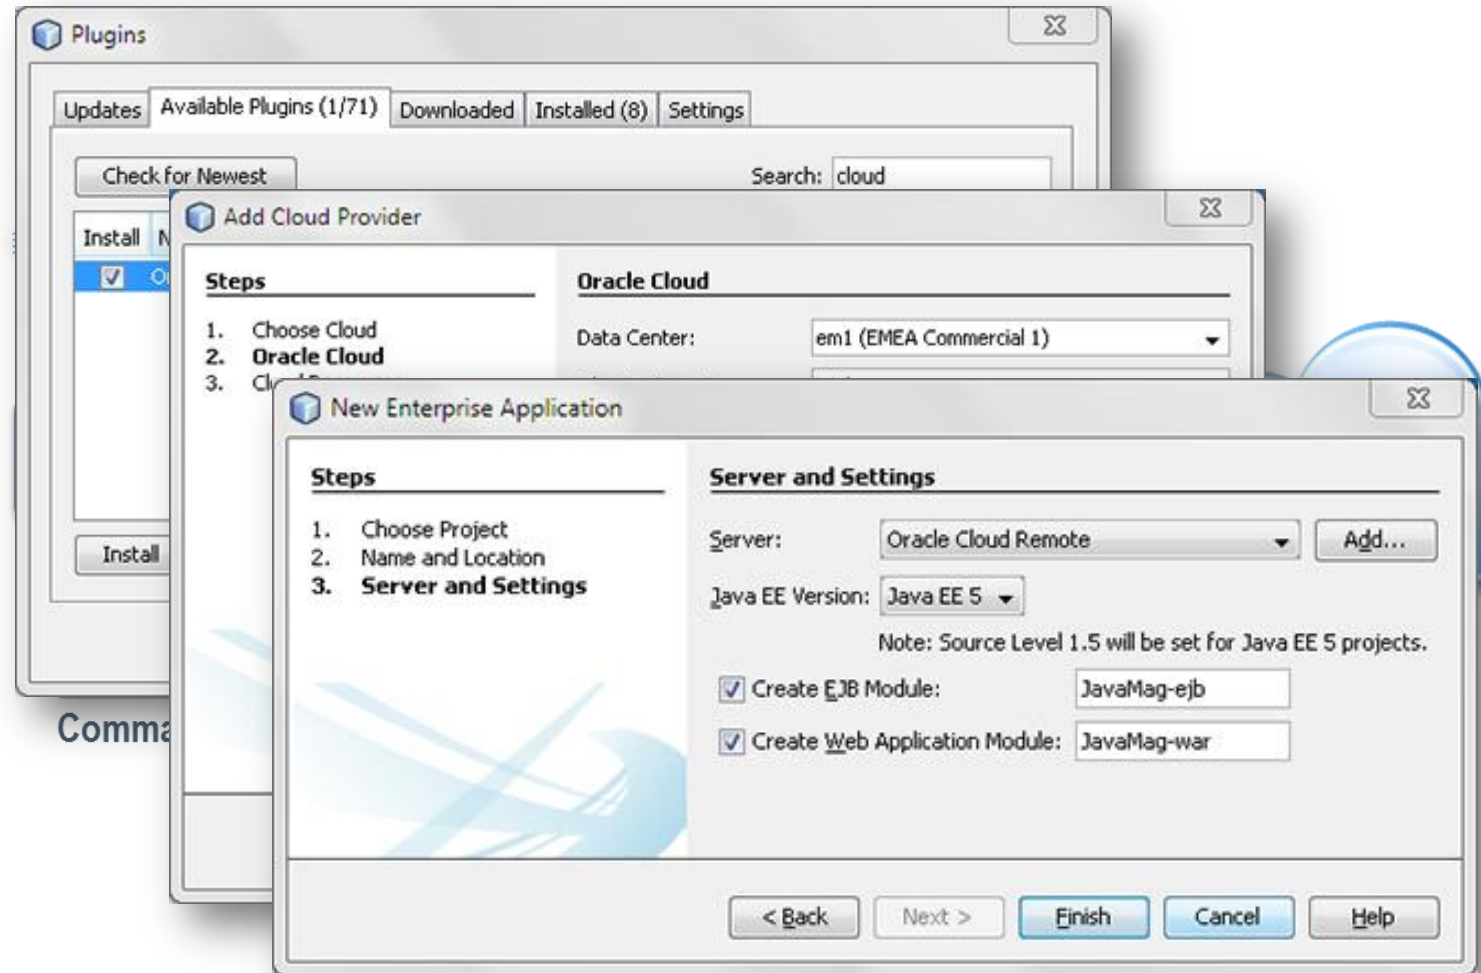 Plugins
Updates Available Plugins (1/71) Downloaded Installed (8) Settings
Check for Newest Search: cloud
Install
Install
Add Cloud Provider
Steps
1. Choose Cloud
2. Oracle Cloud
3.
Oracle Cloud
Data Center: em1 (EMEA Commercial 1)
New Enterprise Application
Steps
1. Choose Project
2. Name and Location
3. Server and Settings
Server and Settings
Server: Oracle Cloud Remote Add...
Java EE Version: Java EE 5
Note: Source Level 1.5 will be set for Java EE 5 projects.
Create EJB Module: JavaMag-ejb
Create Web Application Module: JavaMag-war
< Back Next > Finish Cancel Help
Comma